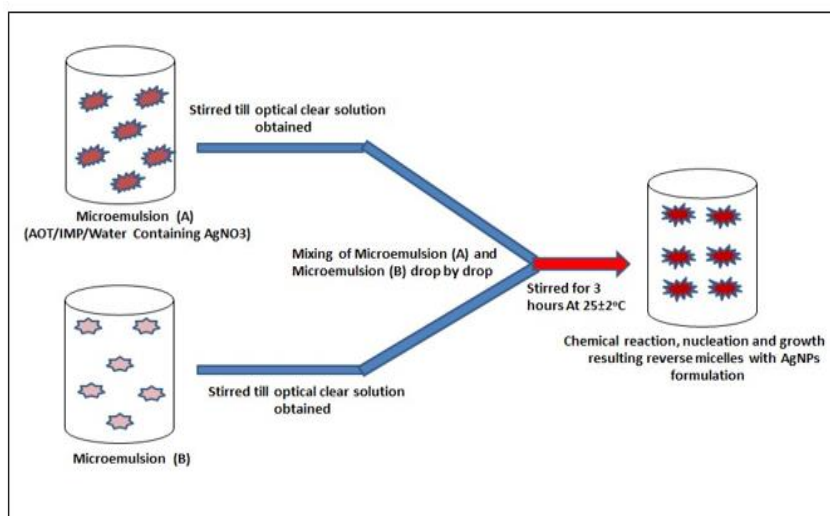 Stirred till optical clear solution
obtained
Microemulsion (A)
(AOT/IMP/Water Containing AgNO3)
Mixing of Microemulsion (A) and
Microemulsion (B) drop by drop
Stirred for 3
hours At 25±2°C
Chemical reaction, nucleation and growth
resulting reverse micelles with AgNPs
formulation
Stirred till optical clear solution
obtained
Microemulsion (B)